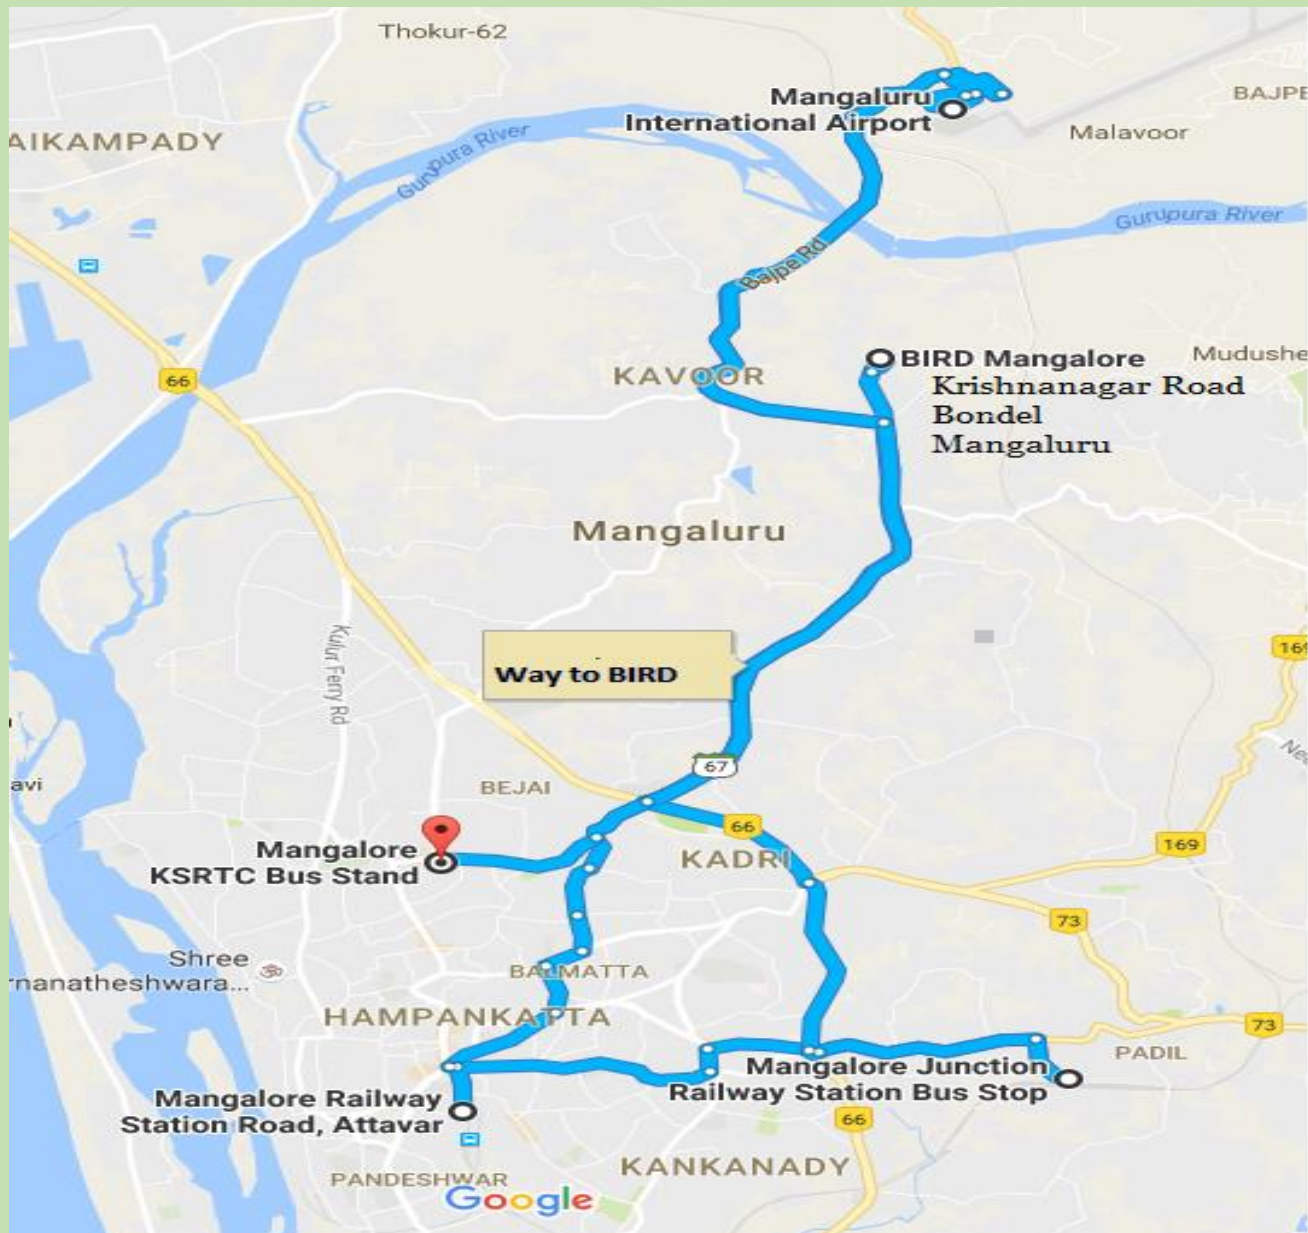 Thokur-62
Mangaluru
International Airport
BAJPE
Malavoor
AIKAMPADY
Gurupura River
Gurupura River
Bajpe Rd
66
KAVOOR
BIRD Mangalore
Krishnanagar Road
Bondel
Mangaluru
Mudushe
Mangaluru
Kulur Ferry Rd
Way to BIRD
169
avi
67
BEJAI
66
KADRI
169
Mangalore
KSRTC Bus Stand
73
Shree
rnanatheshwara...
BALMATTA
HAMPANKATTA
73
PADIL
Mangalore Junction
Railway Station Bus Stop
Mangalore Railway
Station Road, Attavar
66
KANKANADY
PANDESHWAR
Google